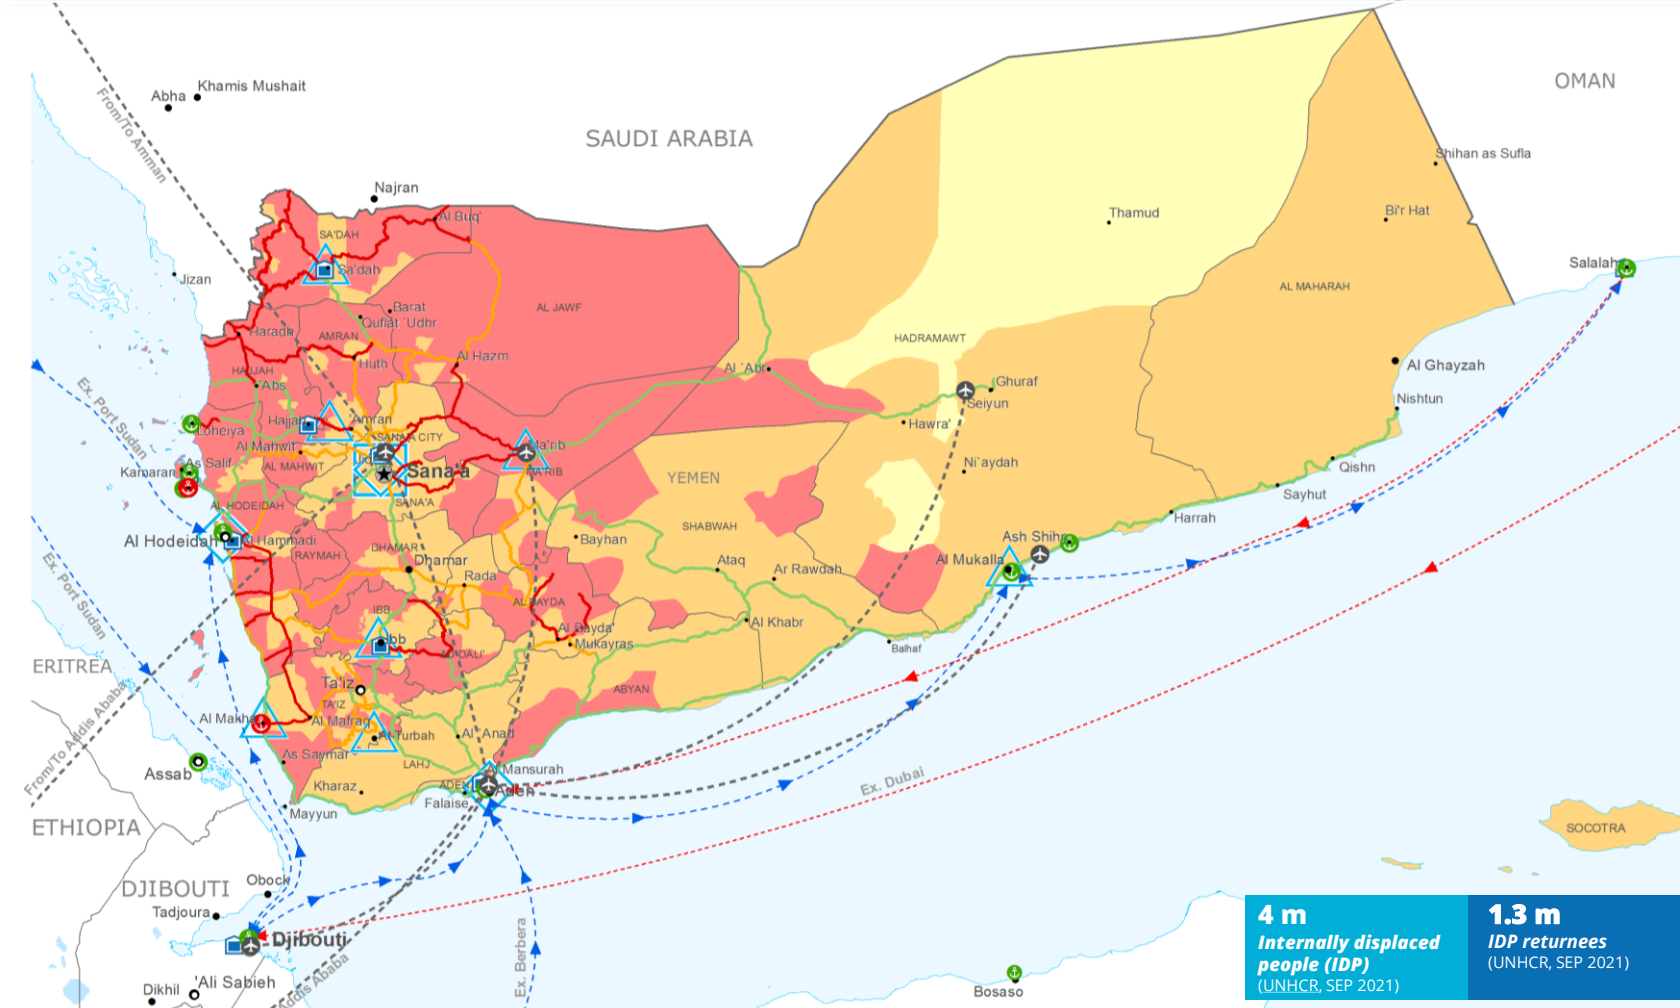 Khamis Mushait
Abha
From/To Amman
SAUDI ARABIA
OMAN
Shihan as Sufla
Najran
Al Buq'
Thamud
Bi'r Hat
SA'DAH
Sa'dah
Jizan
Salalah
AL MAHARAH
Barat
AL JAWF
Qufiat `Udhr
Haradh
AMRAN
HADRAMAWT
Al Hazm
Huth
Al 'Abr
Al Ghayzah
HAJJAH
'Abs
Ghuraf
Seiyun
Nishtun
Ex. Port Sudan
Hajjah
'Amran
Hawra'
Loheiya
SANA'A CITY
Al Mahwit
Ma'rib
As Salif
AL MAHWIT
Kamaran
Sana'a
MA'RIB
Ni`aydah
Qishn
YEMEN
Sayhut
SANA'A
AL HODEIDAH
Harrah
SHABWAH
Al Hodeidah
Al Hammadi
Bayhan
Ash Shihr
RAYMAH
DHAMAR
Dhamar
Ataq
Al Mukalla
Ar Rawdah
Rada
Ex. Port Sudan
AL BAYDA
IBB
Al Khabr
Al Bayda'
Ibb
Mukayras
Balhaf
AD DALI'
ERITREA
Ta'iz
ABYAN
TA'IZ
Al Makha
Al Mafraq
At Turbah
Al `Anad
From/To Addis Ababa
As Saymar
LAHJ
Assab
Al Mansurah
Kharaz
ADEN
Aden
Falaise
Ex. Dubai
Mayyun
ETHIOPIA
SOCOTRA
DJIBOUTI
Obock
Tadjoura
Djibouti
Ex. Berbera
Addis Ababa
'Ali Sabieh
Dikhil
Bosaso
4 m
Internally displaced
people (IDP)
(UNHCR, SEP 2021)
1.3 m
IDP returnees
(UNHCR, SEP 2021)